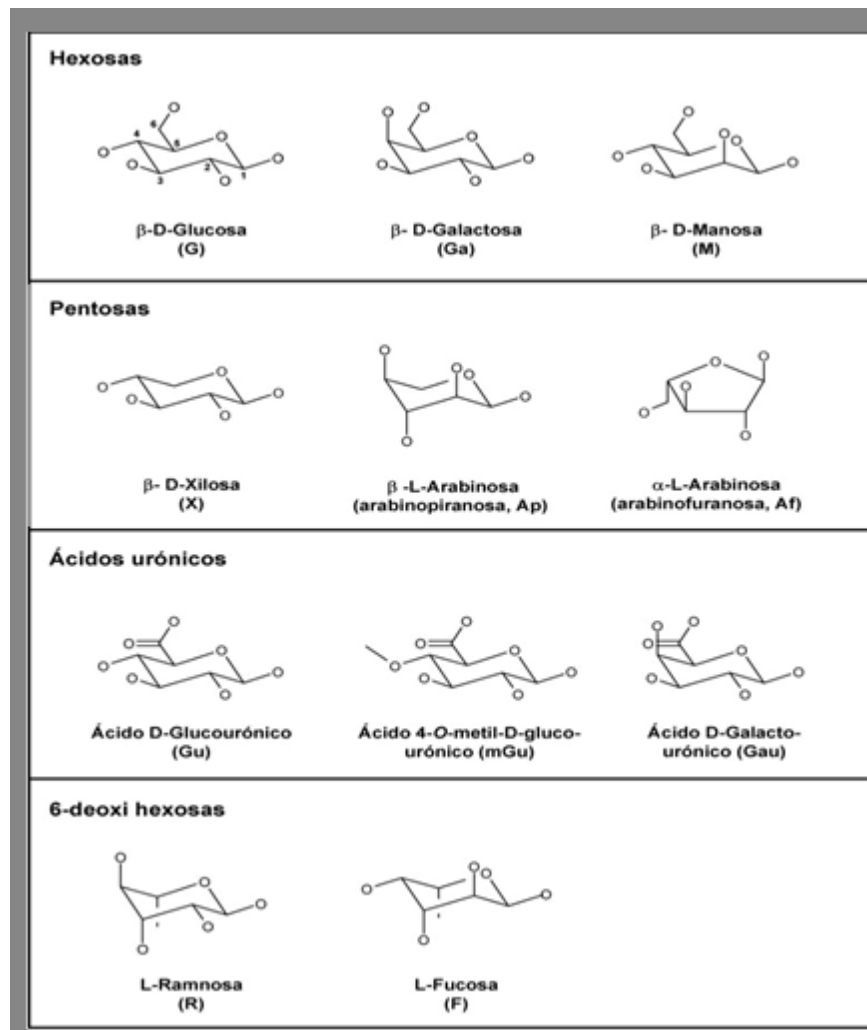 Hexosas
O
6
4 5 O
O O
O 3 2 O 1
O O
O
O O
O
O O O
O
O O
β-D-Glucosa β- D-Galactosa β- D-Manosa
(G) (Ga) (M)
Pentosas
O O O O
O O O O O
O O O O
O O O
β- D-Xilosa β -L-Arabinosa α-L-Arabinosa
(X) (arabinopiranosa, Ap) (arabinofuranosa, Af)
Ácidos urónicos
O O O O
O O O O O O
O O O O
O O O O O O
Ácido D-Glucourónico Ácido 4-O-metil-D-gluco- Ácido D-Galacto-
(Gu) urónico (mGu) urónico (Gau)
6-deoxi hexosas
O O O
O O O O
O O
O
L-Ramnosa L-Fucosa
(R) (F)